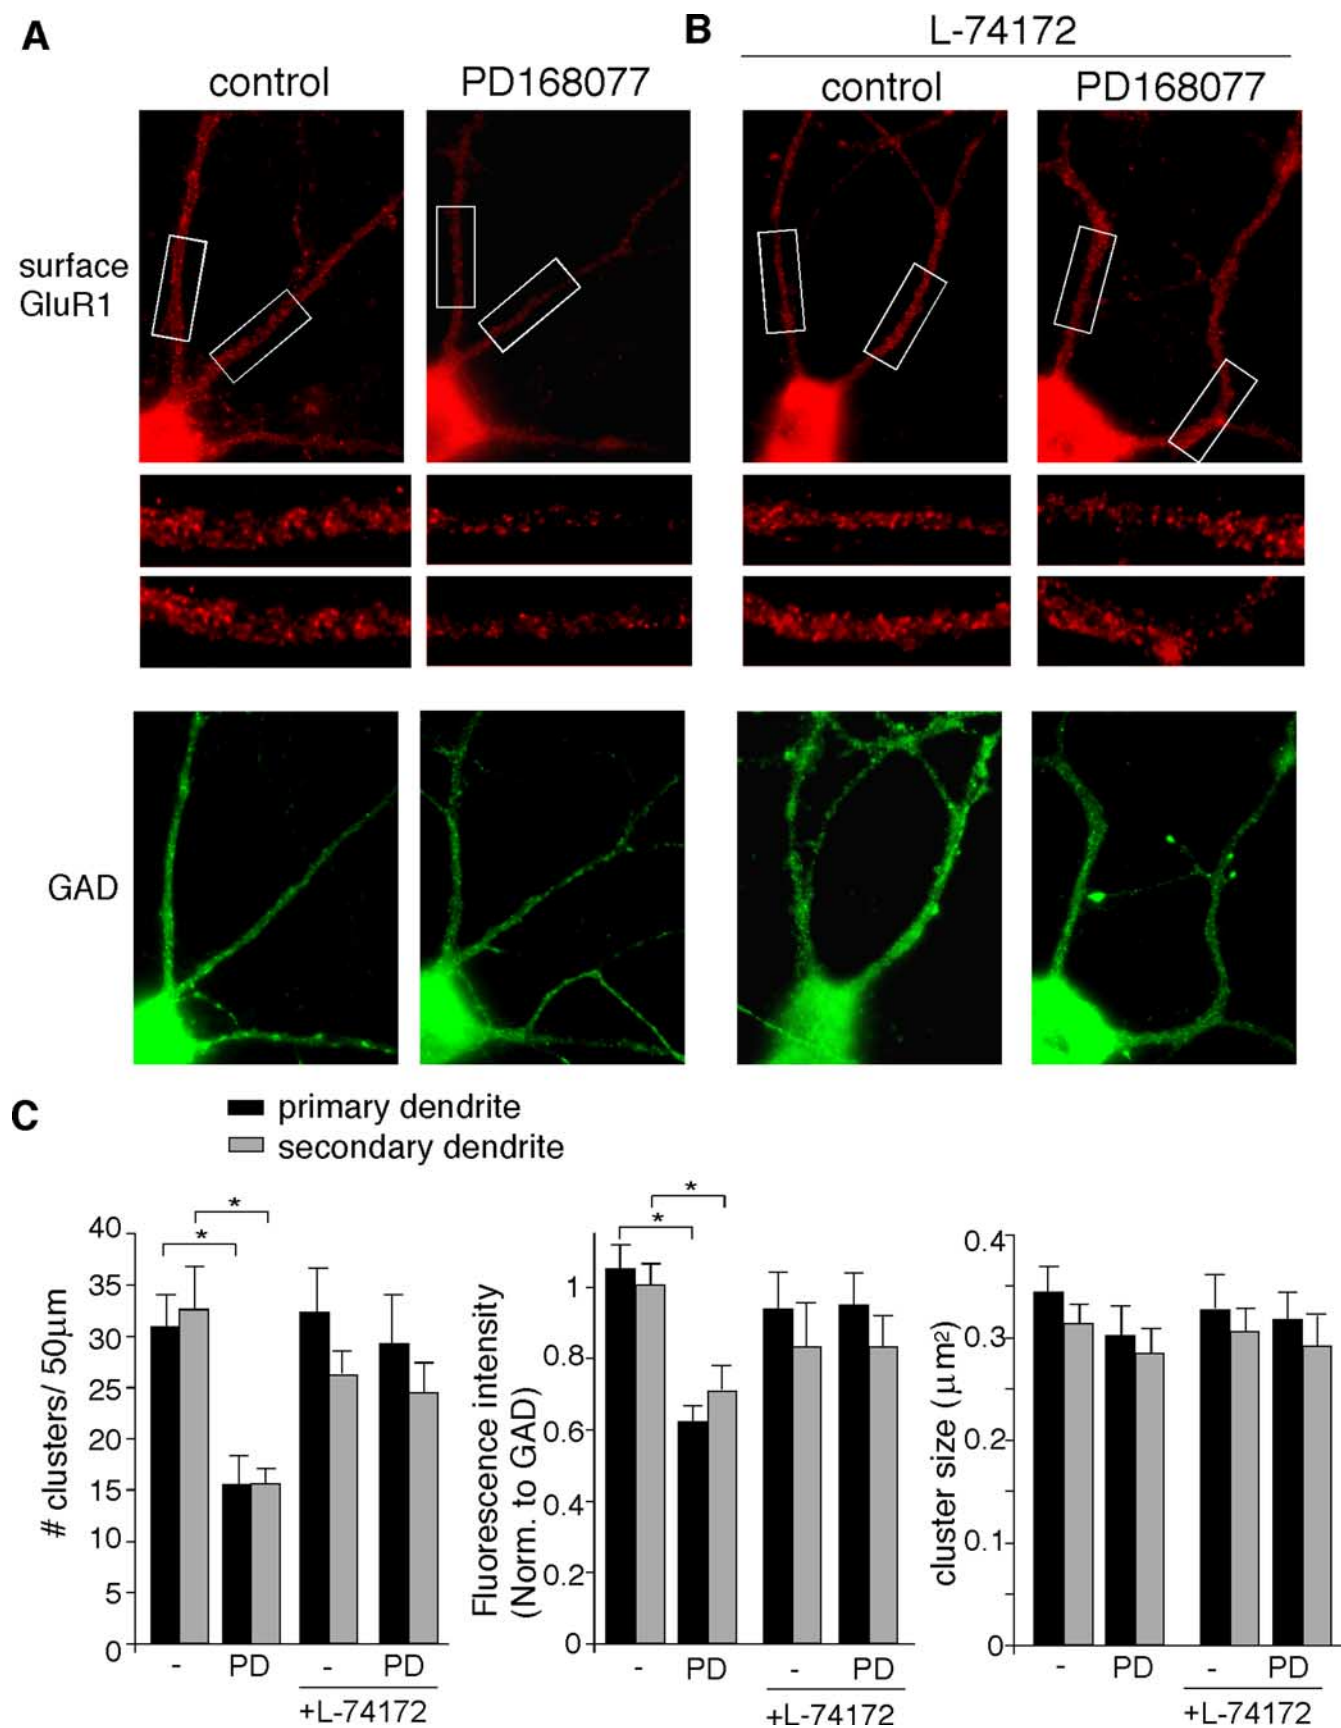 A
B
L-74172
control
PD168077
control
PD168077
surface
GluR1
GAD
C
primary dendrite
secondary dendrite
# clusters/ 50μm
40
35
30
25
20
15
10
5
0
*
*
-
PD
-
PD
+L-74172
Fluorescence intensity
(Norm. to GAD)
1
0.8
0.6
0.4
0.2
0
*
*
-
PD
-
PD
+L-74172
cluster size (μm²)
0.4
0.3
0.2
0.1
0
-
PD
-
PD
+L-74172